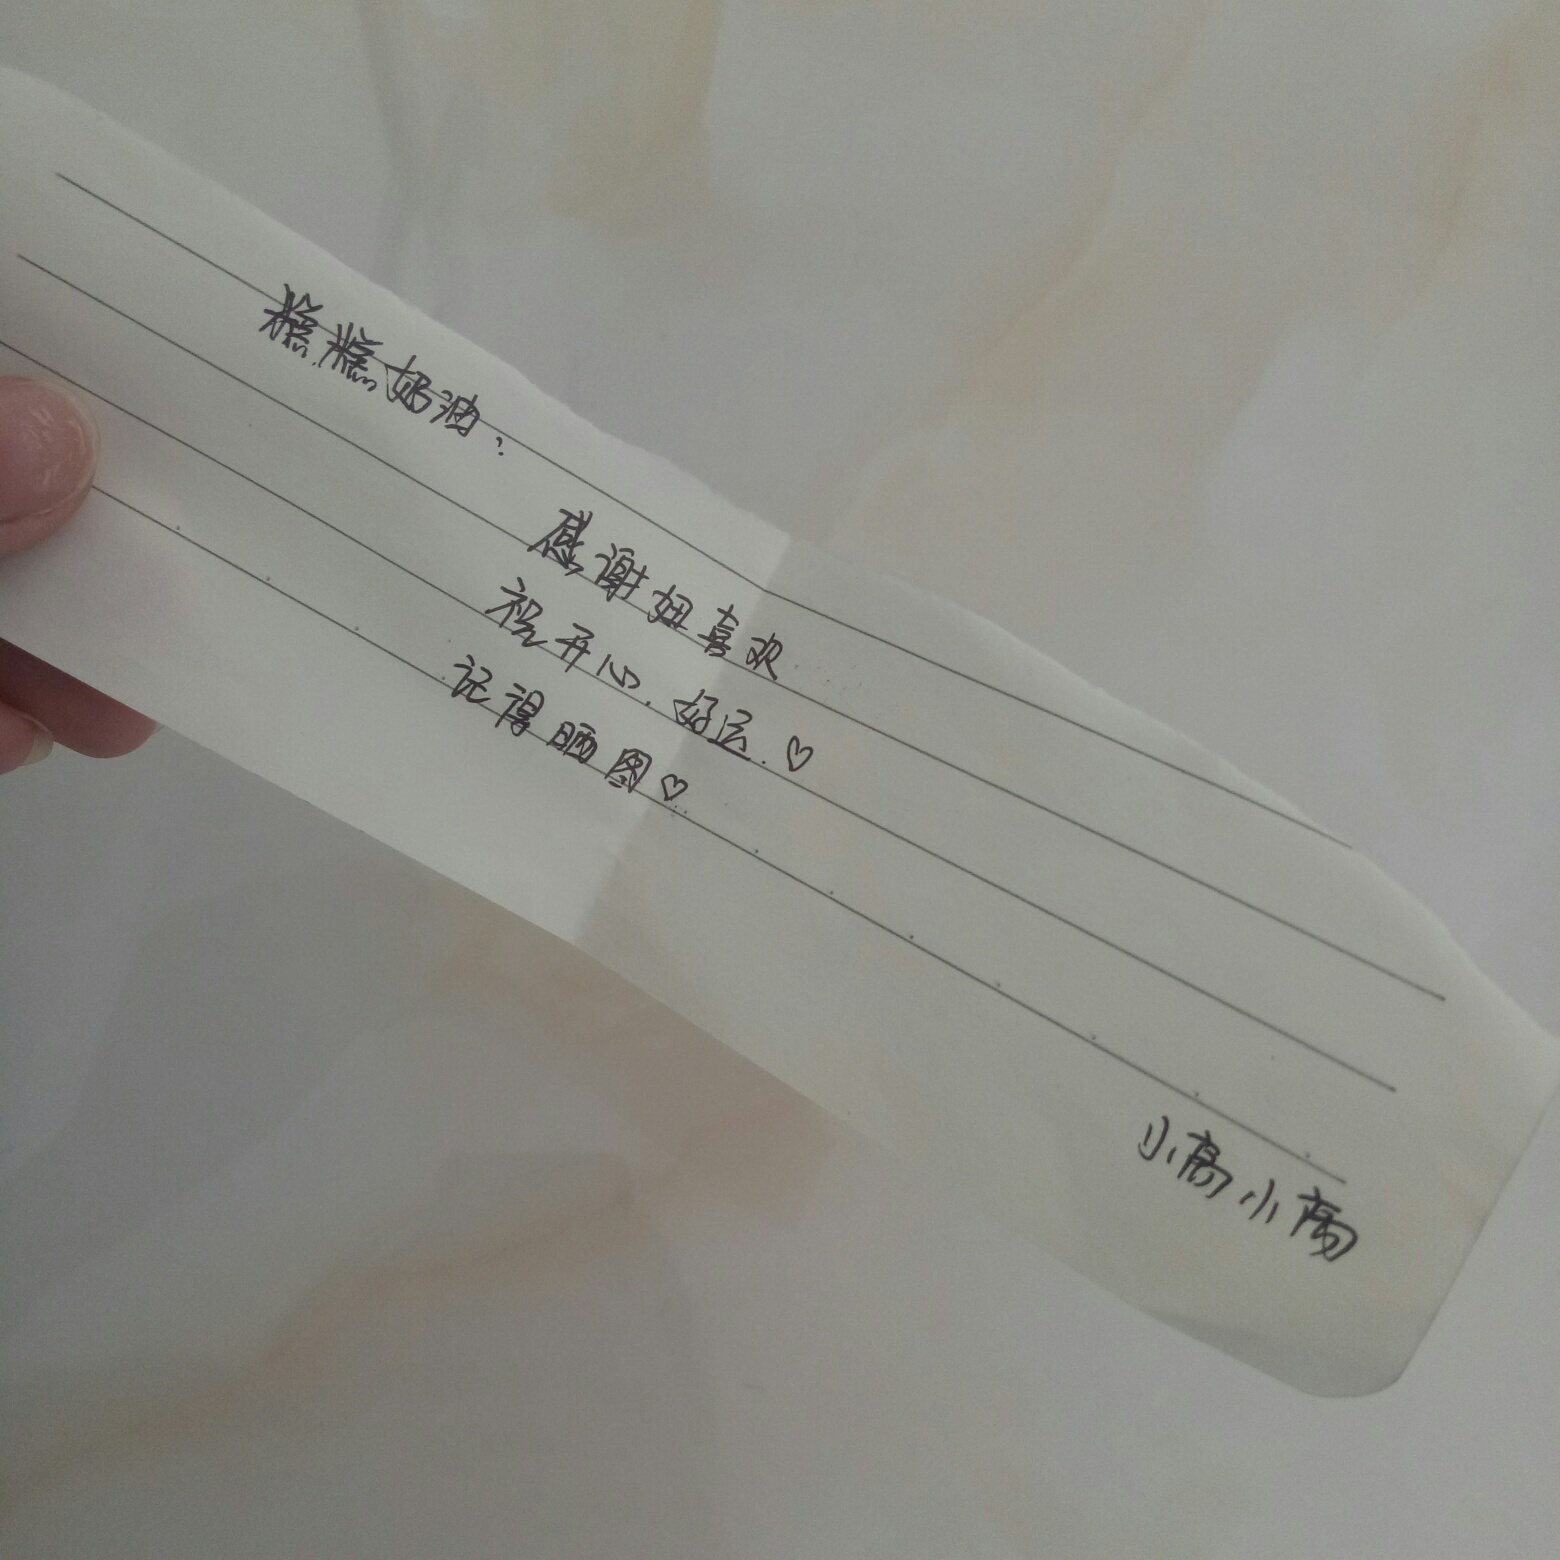 糕糕奶油：
感谢妞喜欢
祝开心.好运.♡
记得晒图♡
小高小高